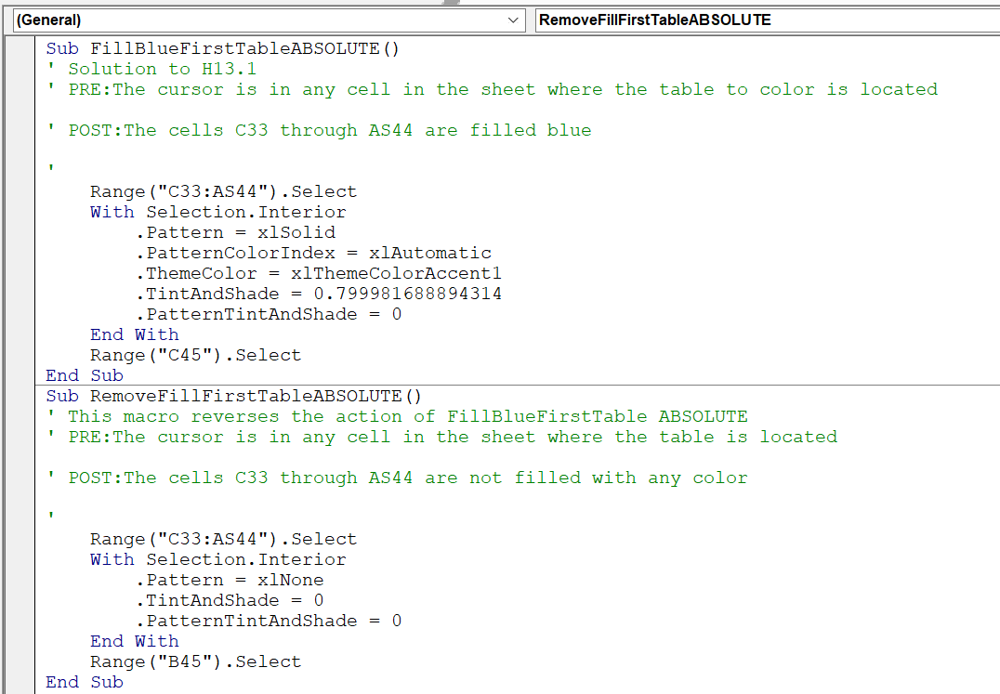 (General) RemoveFillFirstTableABSOLUTE
Sub FillBlueFirstTableABSOLUTE()
' Solution to H13.1
' PRE:The cursor is in any cell in the sheet where the table to color is located
' POST:The cells C33 through AS44 are filled blue
'
Range("C33:AS44").Select
With Selection.Interior
.Pattern = xlSolid
.PatternColorIndex = xlAutomatic
.ThemeColor = xlThemeColorAccent1
.TintAndShade = 0.799981688894314
.PatternTintAndShade = 0
End With
Range("C45").Select
End Sub
Sub RemoveFillFirstTableABSOLUTE()
' This macro reverses the action of FillBlueFirstTable ABSOLUTE
' PRE:The cursor is in any cell in the sheet where the table is located
' POST:The cells C33 through AS44 are not filled with any color
'
Range("C33:AS44").Select
With Selection.Interior
.Pattern = xlNone
.TintAndShade = 0
.PatternTintAndShade = 0
End With
Range("B45").Select
End Sub